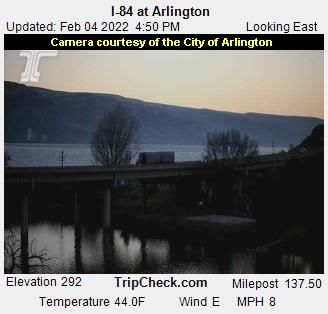 I-84 at Arlington
Updated: Feb 04 2022 4:50 PM Looking East
Camera courtesy of the City of Arlington
Elevation 292 TripCheck.com Milepost 137.50
Temperature 44.0F Wind E MPH 8